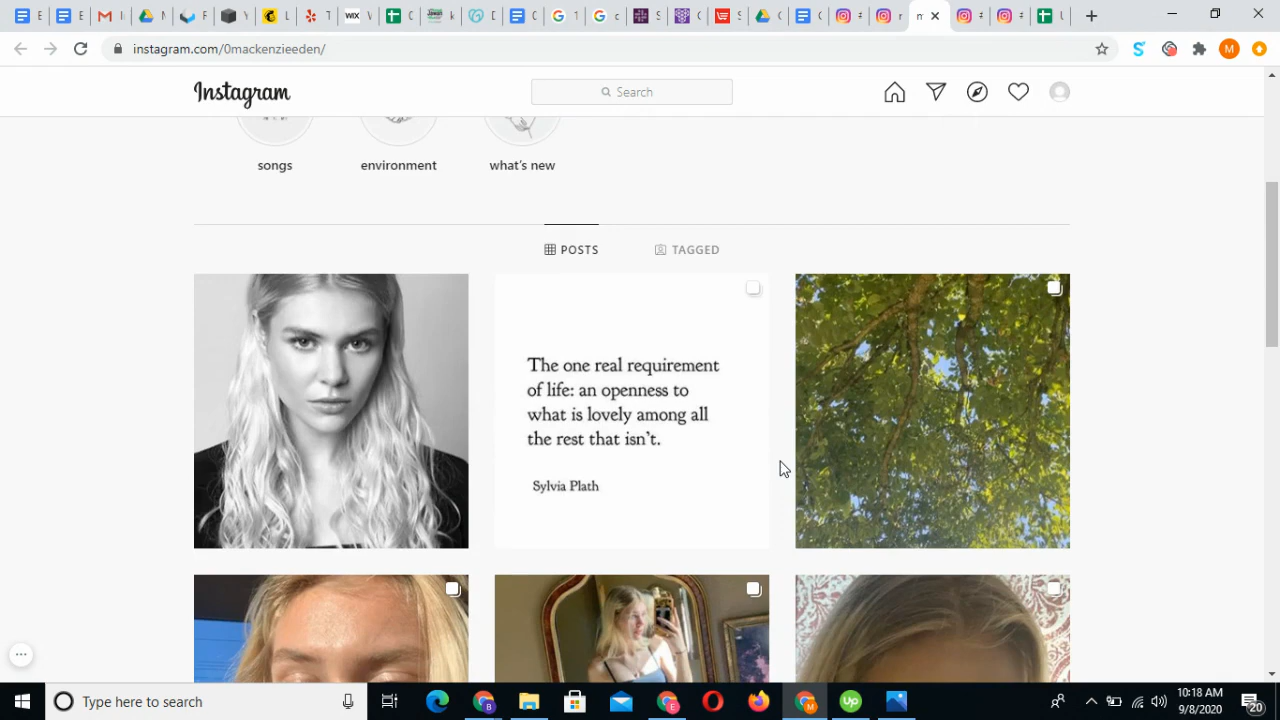 G
T
WIX
C
G
G
S
G
C
r
m
instagram.com/0mackenzieeden/
M
Instagram
Search
songs
environment
what's new
POSTS
TAGGED
The one real requirement
of life: an openness to
what is lovely among all
the rest that isn't.
Sylvia Plath
Type here to search
10:18 AM
9/8/2020
20